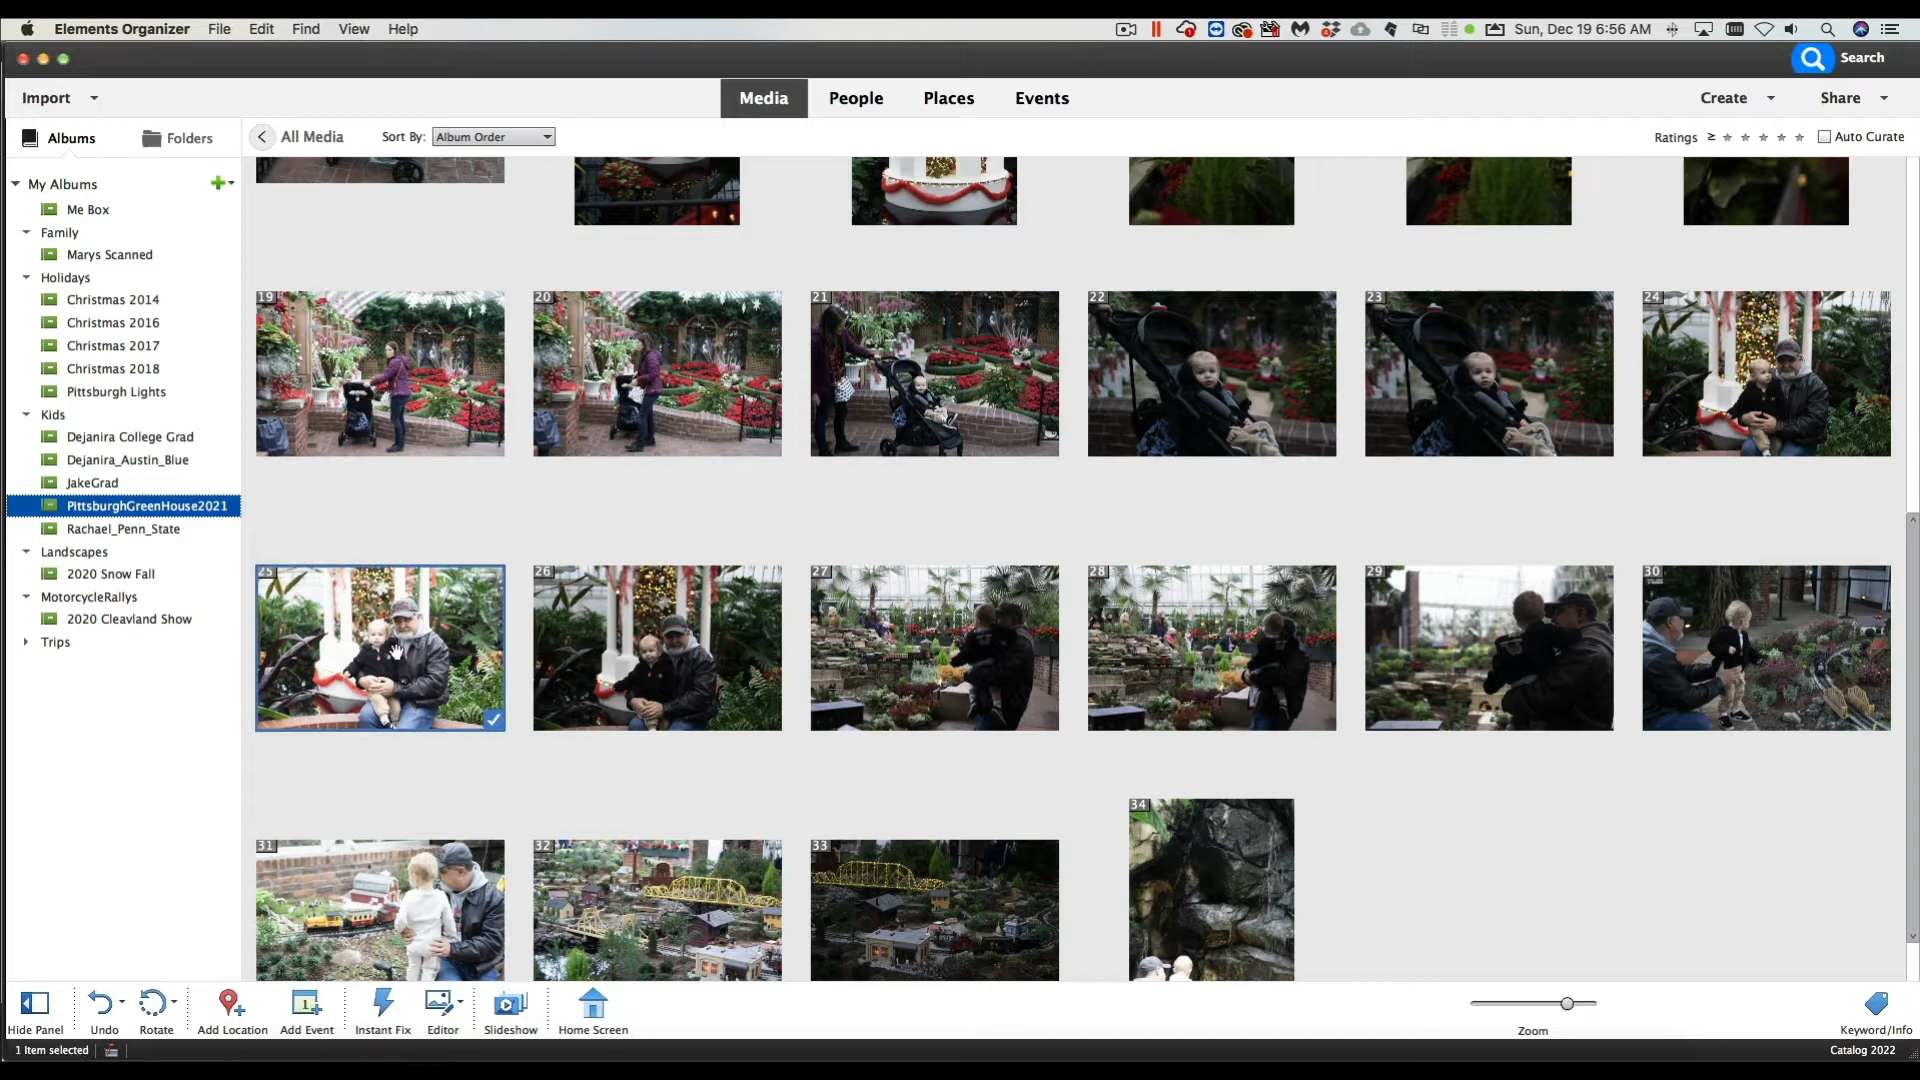 Elements Organizer File Edit Find View Help Sun, Dec 19 6:56 AM
Search
Import Media People Places Events Create Share
Albums Folders All Media Sort By: Album Order Ratings ≥ Auto Curate
My Albums
Me Box
Family
Marys Scanned
Holidays
Christmas 2014
Christmas 2016
Christmas 2017
Christmas 2018
Pittsburgh Lights
Kids
Dejanira College Grad
Dejanira_Austin_Blue
JakeGrad
PittsburghGreenHouse2021
Rachael_Penn_State
Landscapes
2020 Snow Fall
MotorcycleRallys
2020 Cleavland Show
Trips
19 20 21 22 23 24
25 26 27 28 29 30
31 32 33 34
Hide Panel Undo Rotate Add Location Add Event Instant Fix Editor Slideshow Home Screen Zoom Keyword/Info
1 Item selected Catalog 2022